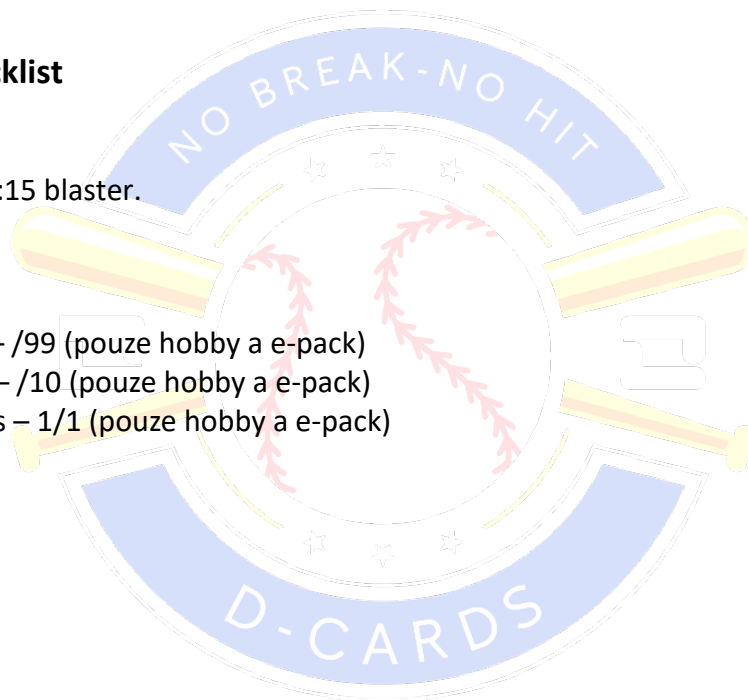 cklist
:15 blaster.
– /99 (pouze hobby a e-pack)
– /10 (pouze hobby a e-pack)
s – 1/1 (pouze hobby a e-pack)
NO BREAK-NO HIT
D-CARDS